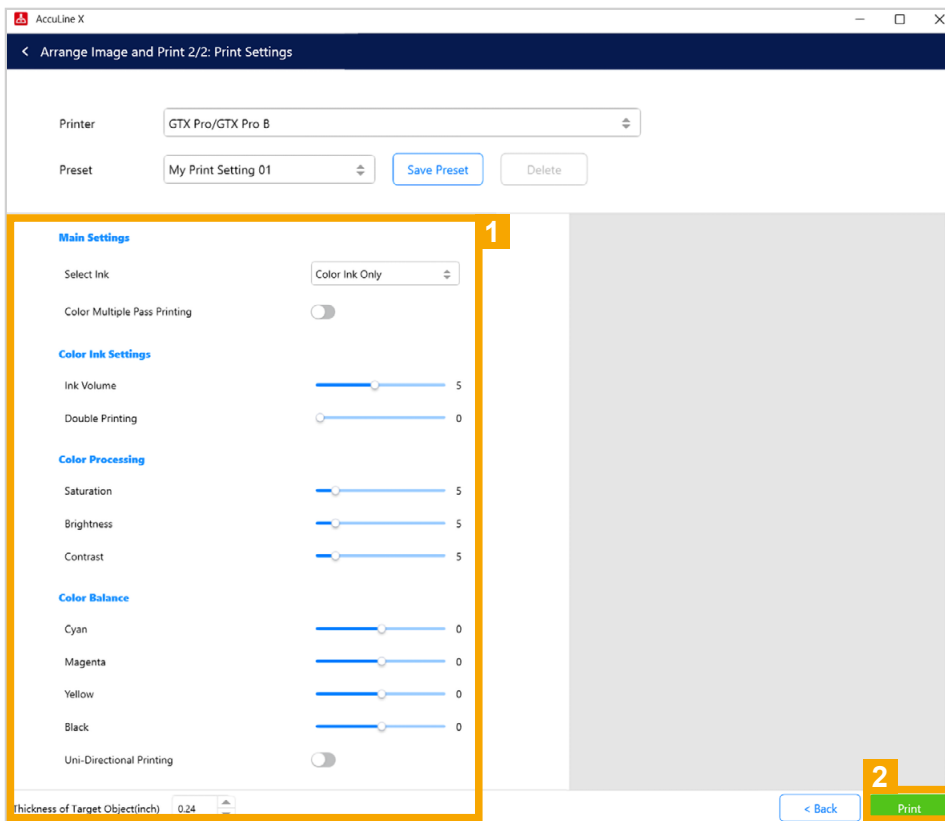 AccuLine X
< Arrange Image and Print 2/2: Print Settings
Printer GTX Pro/GTX Pro B
Preset My Print Setting 01 Save Preset Delete
1
Main Settings
Select Ink Color Ink Only
Color Multiple Pass Printing
Color Ink Settings
Ink Volume 5
Double Printing 0
Color Processing
Saturation 5
Brightness 5
Contrast 5
Color Balance
Cyan 0
Magenta 0
Yellow 0
Black 0
Uni-Directional Printing
2
Thickness of Target Object(inch) 0.24 < Back Print